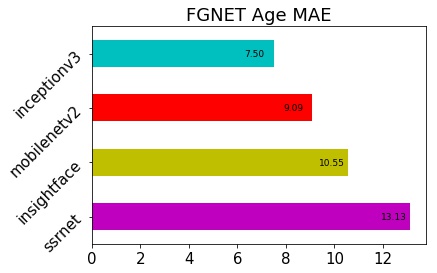 FGNET Age MAE
inceptionv3
7.50
mobilenetv2
9.09
insightface
10.55
ssrnet
13.13
0 2 4 6 8 10 12